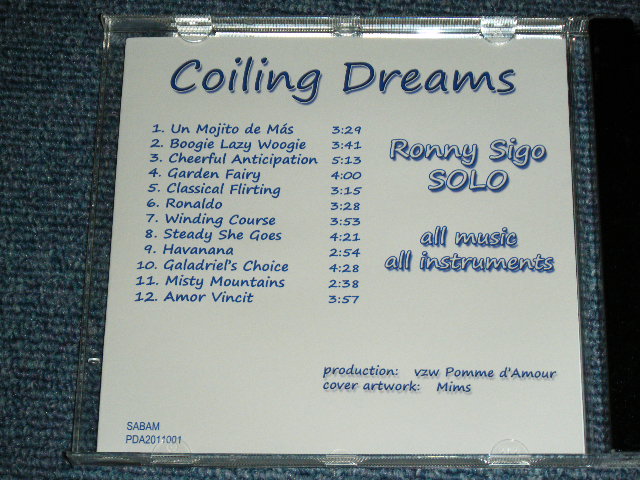 Coiling Dreams
1. Un Mojito de Más 3:29
2. Boogie Lazy Woogie 3:41
3. Cheerful Anticipation 5:13
4. Garden Fairy 4:00
5. Classical Flirting 3:15
6. Ronaldo 3:28
7. Winding Course 3:53
8. Steady She Goes 4:21
9. Havanana 2:54
10. Galadriel's Choice 4:28
11. Misty Mountains 2:38
12. Amor Vincit 3:57
Ronny Sigo
SOLO
all music
all instruments
production: vzw Pomme d'Amour
cover artwork: Mims
SABAM
PDA2011001